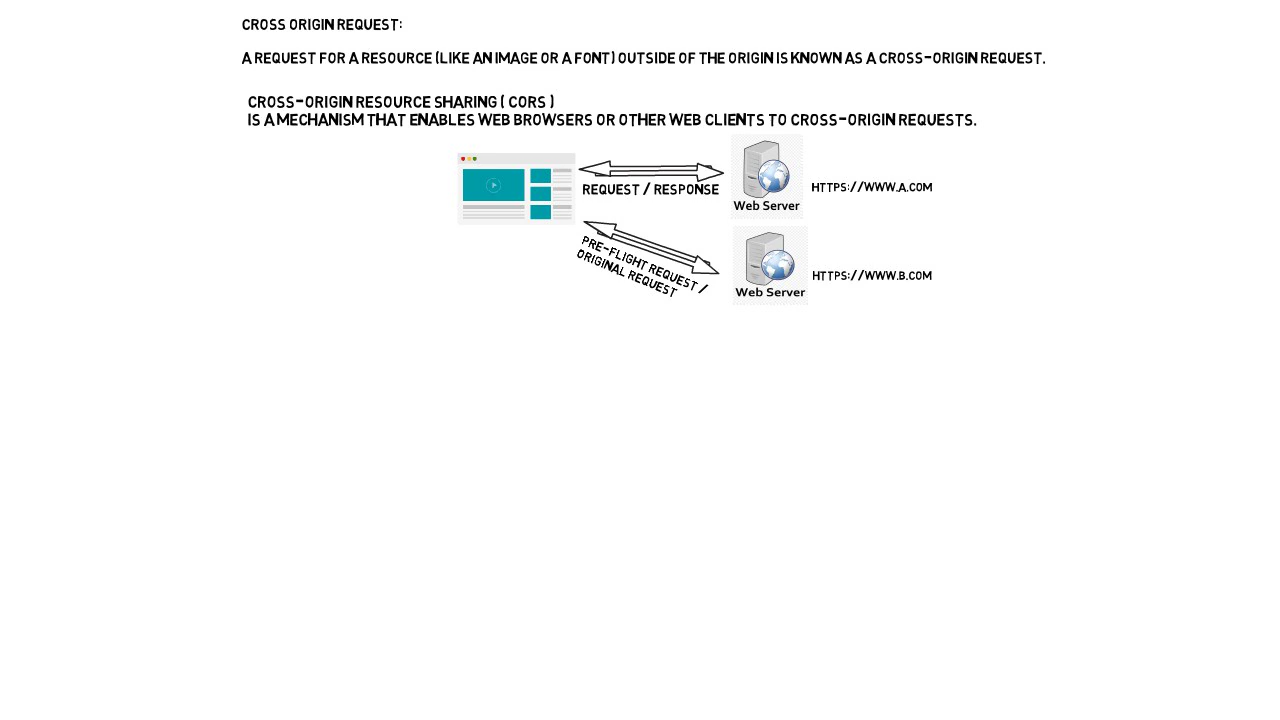 CROSS ORIGIN REQUEST:
A REQUEST FOR A RESOURCE (LIKE AN IMAGE OR A FONT) OUTSIDE OF THE ORIGIN IS KNOWN AS A CROSS-ORIGIN REQUEST.
CROSS-ORIGIN RESOURCE SHARING ( CORS )
IS A MECHANISM THAT ENABLES WEB BROWSERS OR OTHER WEB CLIENTS TO CROSS-ORIGIN REQUESTS.
REQUEST / RESPONSE
Web Server
HTTPS://WWW.A.COM
PRE-FLIGHT REQUEST /
ORIGINAL REQUEST
Web Server
HTTPS://WWW.B.COM